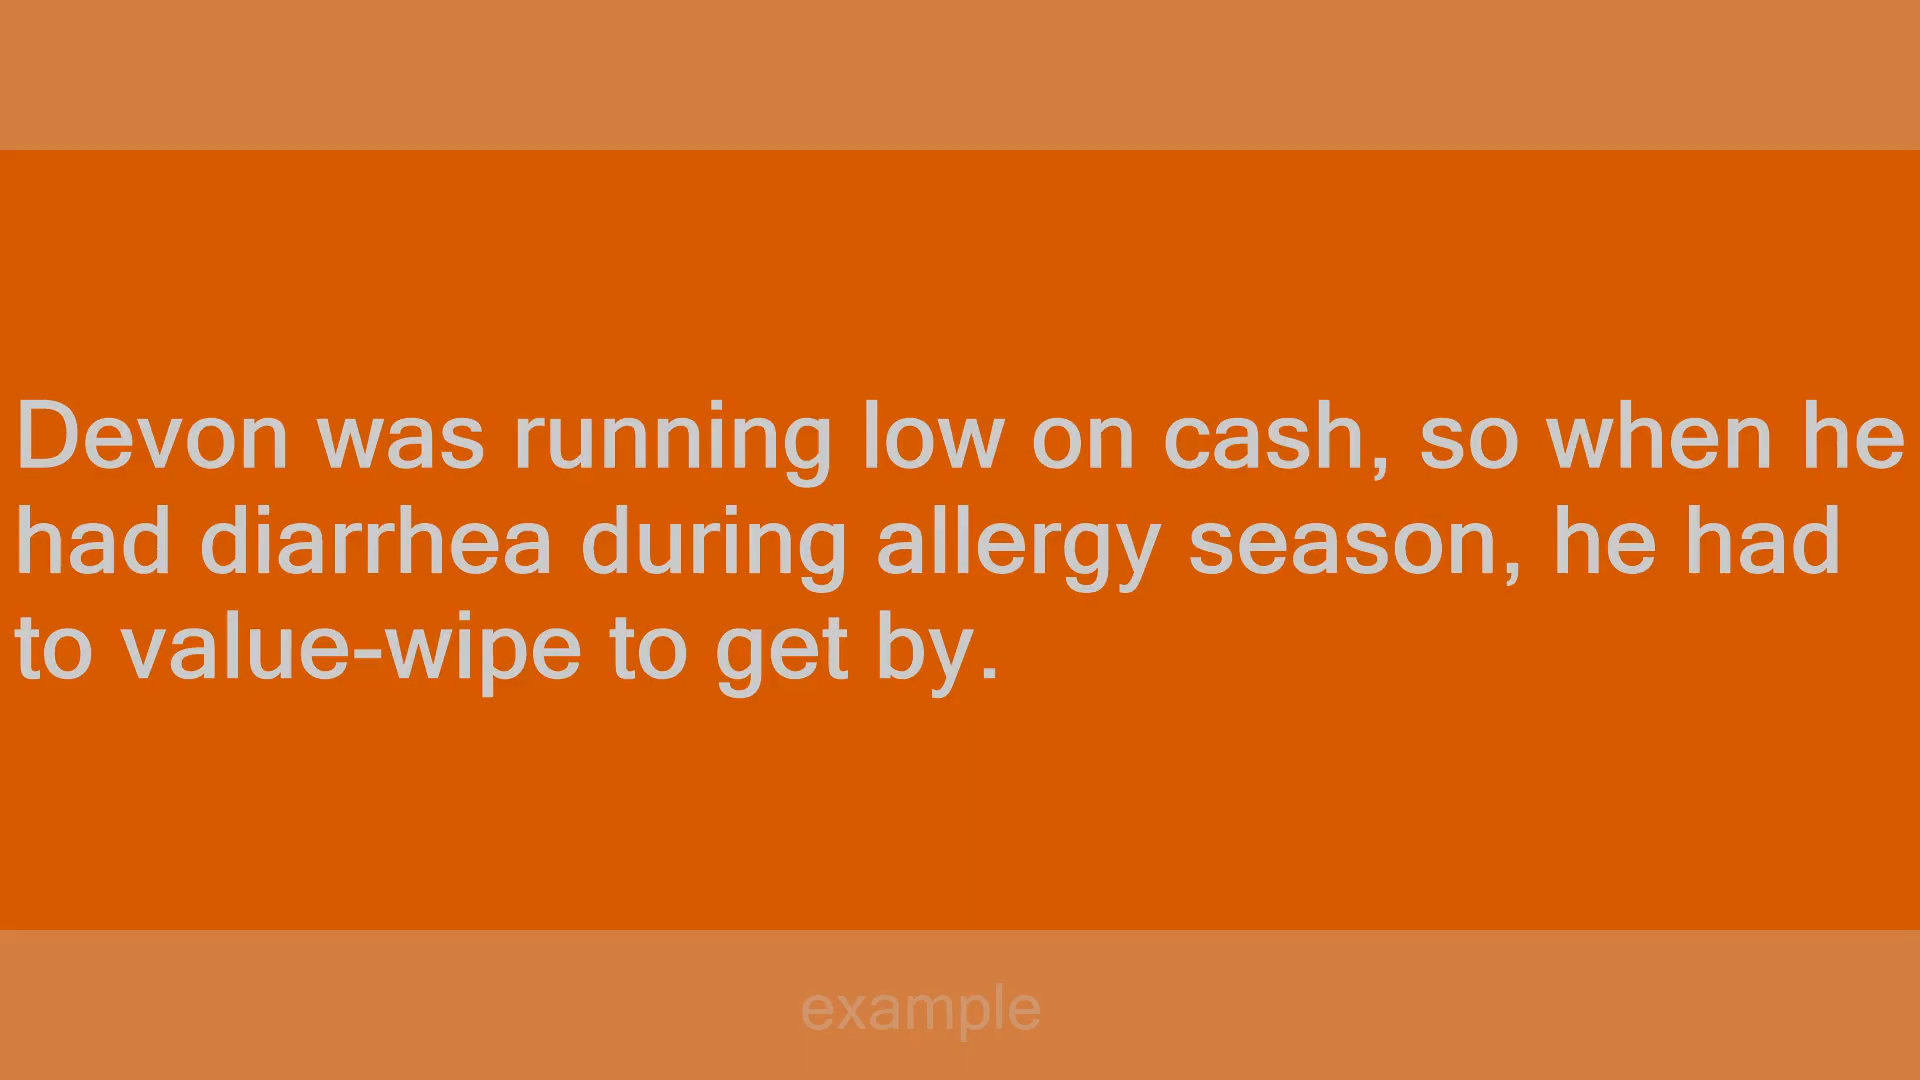 Devon was running low on cash, so when he
had diarrhea during allergy season, he had
to value-wipe to get by.
example